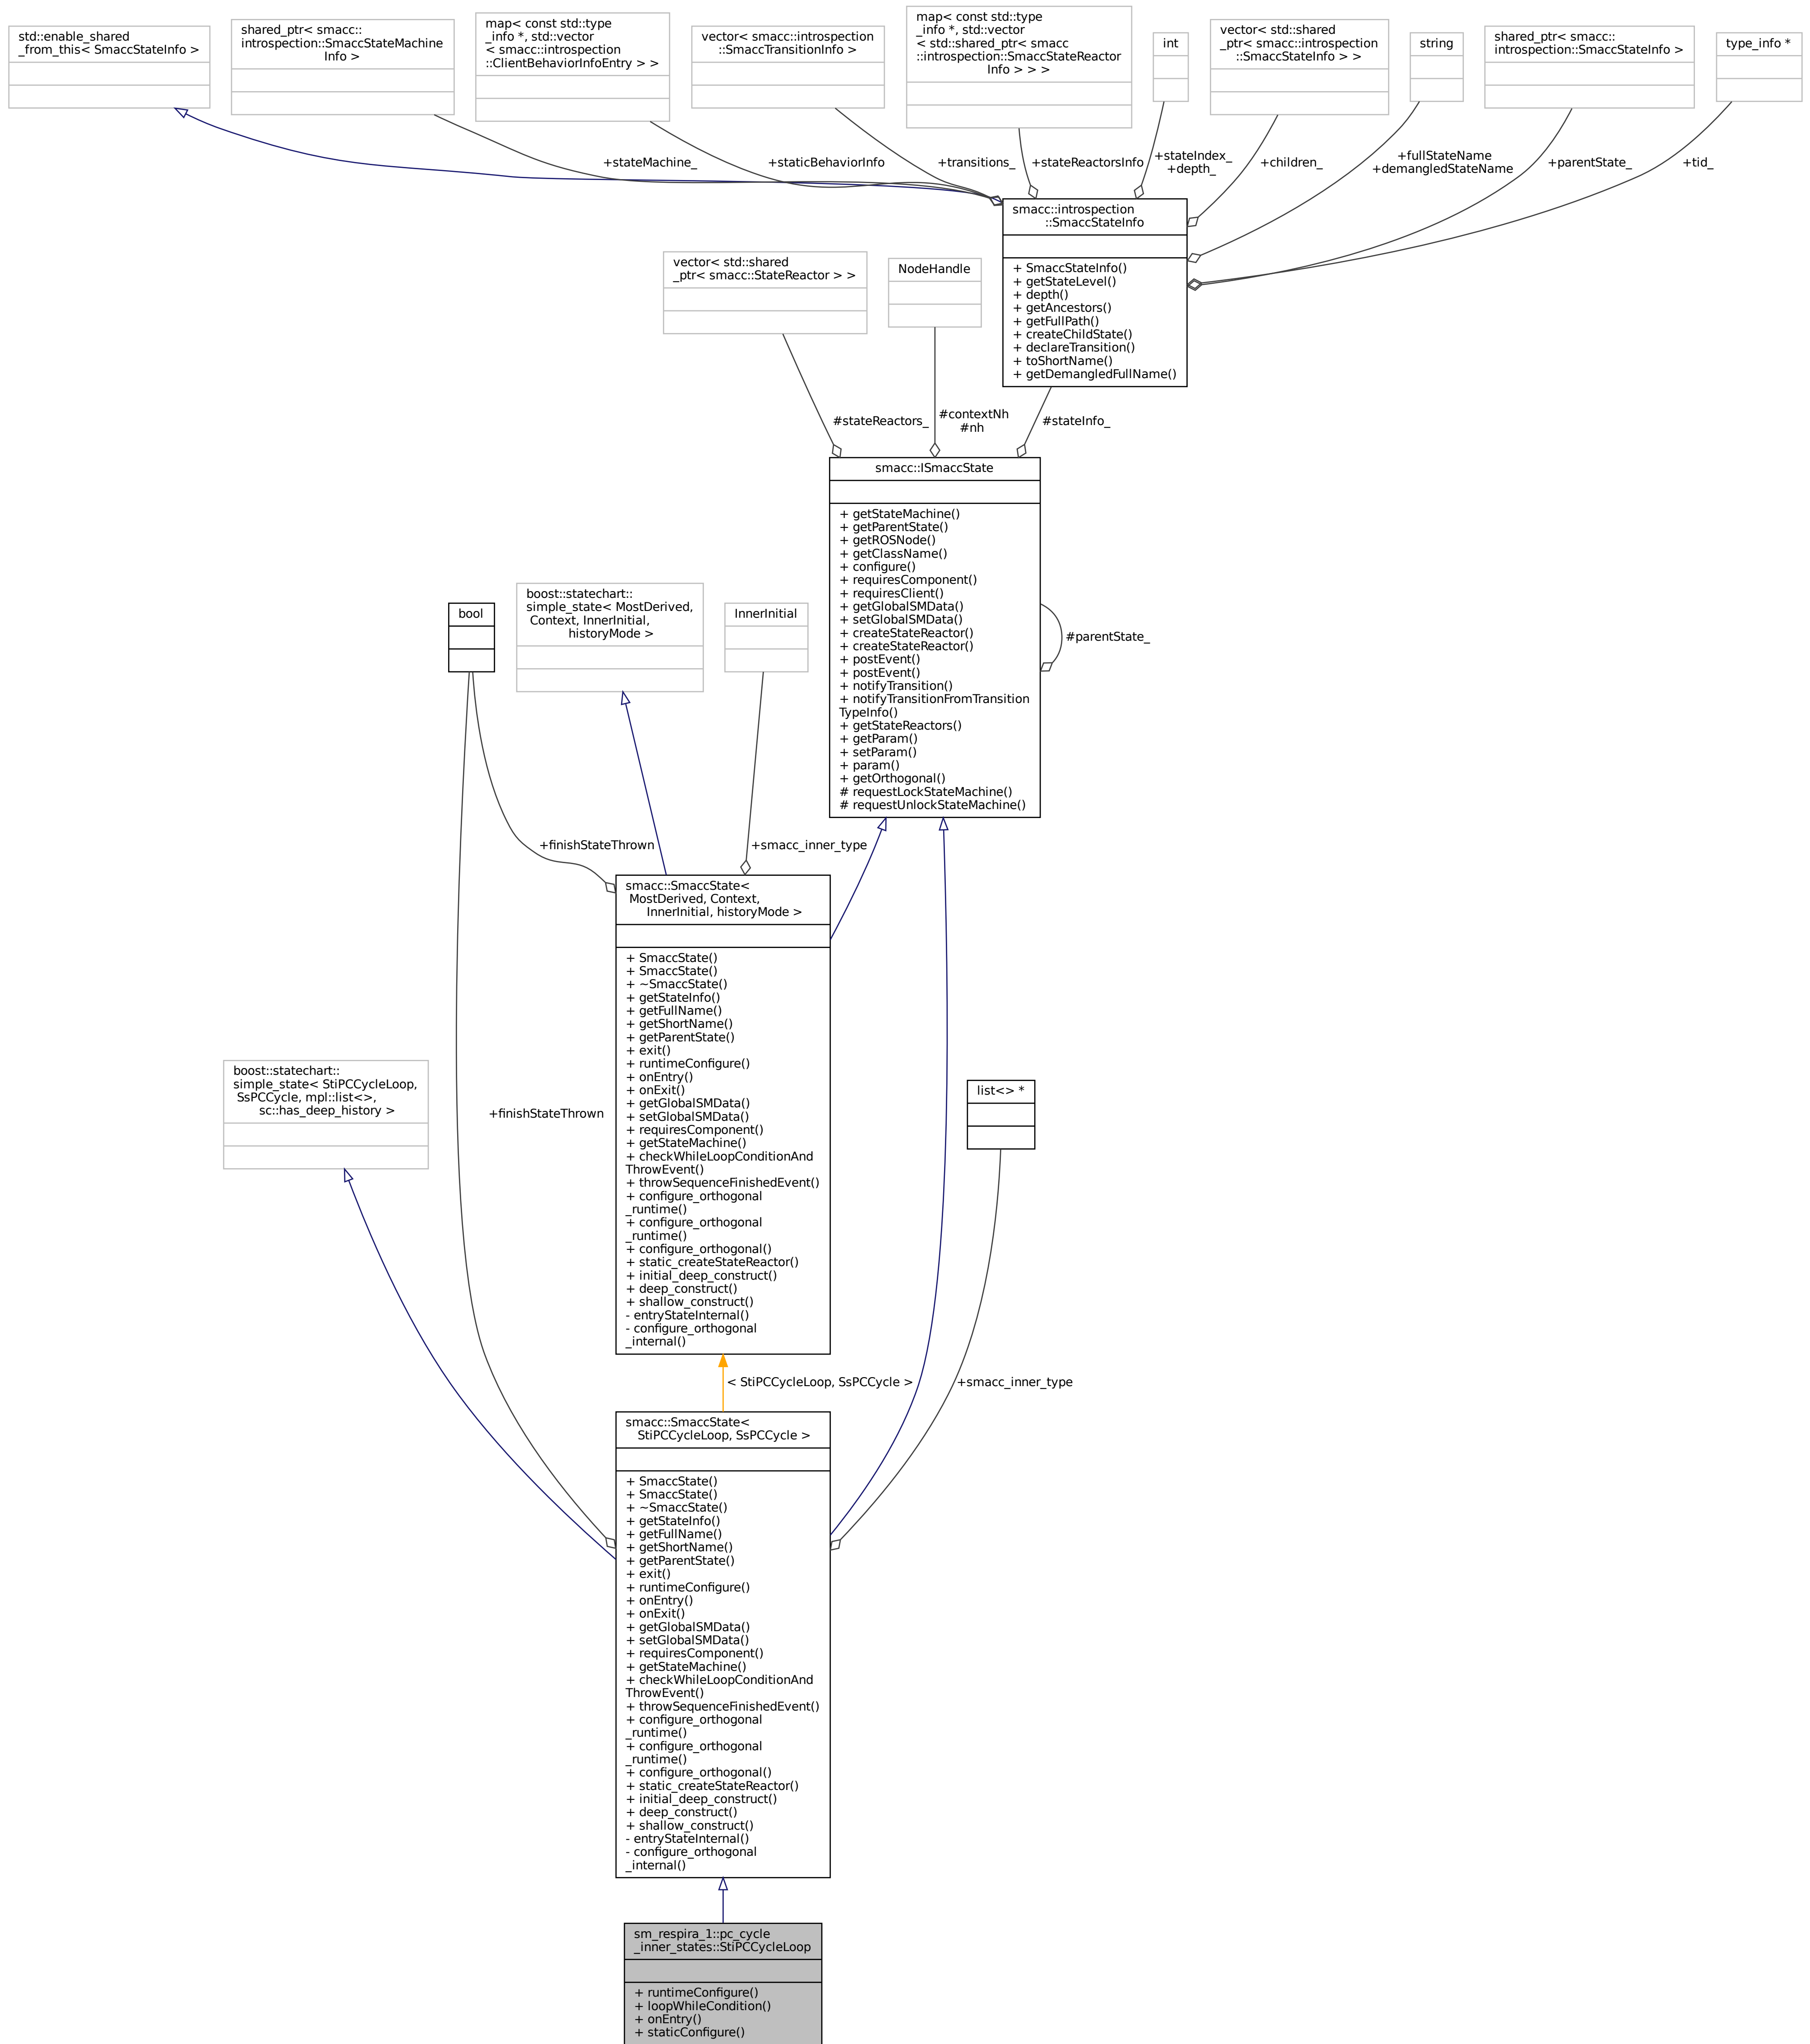 std::enable_shared
_from_this< SmaccStateInfo >
shared_ptr< smacc::
introspection::SmaccStateMachine
Info >
map< const std::type
_info *, std::vector
< smacc::introspection
::ClientBehaviorInfoEntry > >
vector< smacc::introspection
::SmaccTransitionInfo >
map< const std::type
_info *, std::vector
< std::shared_ptr< smacc
::introspection::SmaccStateReactor
Info > > >
int
vector< std::shared
_ptr< smacc::introspection
::SmaccStateInfo > >
string
shared_ptr< smacc::
introspection::SmaccStateInfo >
type_info *
+stateMachine_
+staticBehaviorInfo
+transitions_
+stateReactorsInfo
+stateIndex_
+depth_
+children_
+fullStateName
+demangledStateName
+parentState_
+tid_
smacc::introspection
::SmaccStateInfo
+ SmaccStateInfo()
+ getStateLevel()
+ depth()
+ getAncestors()
+ getFullPath()
+ createChildState()
+ declareTransition()
+ toShortName()
+ getDemangledFullName()
vector< std::shared
_ptr< smacc::StateReactor > >
NodeHandle
#stateReactors_
#contextNh
#nh
#stateInfo_
smacc::ISmaccState
+ getStateMachine()
+ getParentState()
+ getROSNode()
+ getClassName()
+ configure()
+ requiresComponent()
+ requiresClient()
+ getGlobalSMData()
+ setGlobalSMData()
+ createStateReactor()
+ createStateReactor()
+ postEvent()
+ postEvent()
+ notifyTransition()
+ notifyTransitionFromTransition
TypeInfo()
+ getStateReactors()
+ getParam()
+ setParam()
+ param()
+ getOrthogonal()
# requestLockStateMachine()
# requestUnlockStateMachine()
#parentState_
bool
boost::statechart::
simple_state< MostDerived,
Context, InnerInitial,
historyMode >
InnerInitial
+finishStateThrown
+smacc_inner_type
smacc::SmaccState<
MostDerived, Context,
InnerInitial, historyMode >
+ SmaccState()
+ SmaccState()
+ ~SmaccState()
+ getStateInfo()
+ getFullName()
+ getShortName()
+ getParentState()
+ exit()
+ runtimeConfigure()
+ onEntry()
+ onExit()
+ getGlobalSMData()
+ setGlobalSMData()
+ requiresComponent()
+ getStateMachine()
+ checkWhileLoopConditionAnd
ThrowEvent()
+ throwSequenceFinishedEvent()
+ configure_orthogonal
_runtime()
+ configure_orthogonal
_runtime()
+ configure_orthogonal()
+ static_createStateReactor()
+ initial_deep_construct()
+ deep_construct()
+ shallow_construct()
- entryStateInternal()
- configure_orthogonal
_internal()
boost::statechart::
simple_state< StiPCCycleLoop,
SsPCCycle, mpl::list<>,
sc::has_deep_history >
+finishStateThrown
list<> *
< StiPCCycleLoop, SsPCCycle >
+smacc_inner_type
smacc::SmaccState<
StiPCCycleLoop, SsPCCycle >
+ SmaccState()
+ SmaccState()
+ ~SmaccState()
+ getStateInfo()
+ getFullName()
+ getShortName()
+ getParentState()
+ exit()
+ runtimeConfigure()
+ onEntry()
+ onExit()
+ getGlobalSMData()
+ setGlobalSMData()
+ requiresComponent()
+ getStateMachine()
+ checkWhileLoopConditionAnd
ThrowEvent()
+ throwSequenceFinishedEvent()
+ configure_orthogonal
_runtime()
+ configure_orthogonal
_runtime()
+ configure_orthogonal()
+ static_createStateReactor()
+ initial_deep_construct()
+ deep_construct()
+ shallow_construct()
- entryStateInternal()
- configure_orthogonal
_internal()
sm_respira_1::pc_cycle
_inner_states::StiPCCycleLoop
+ runtimeConfigure()
+ loopWhileCondition()
+ onEntry()
+ staticConfigure()